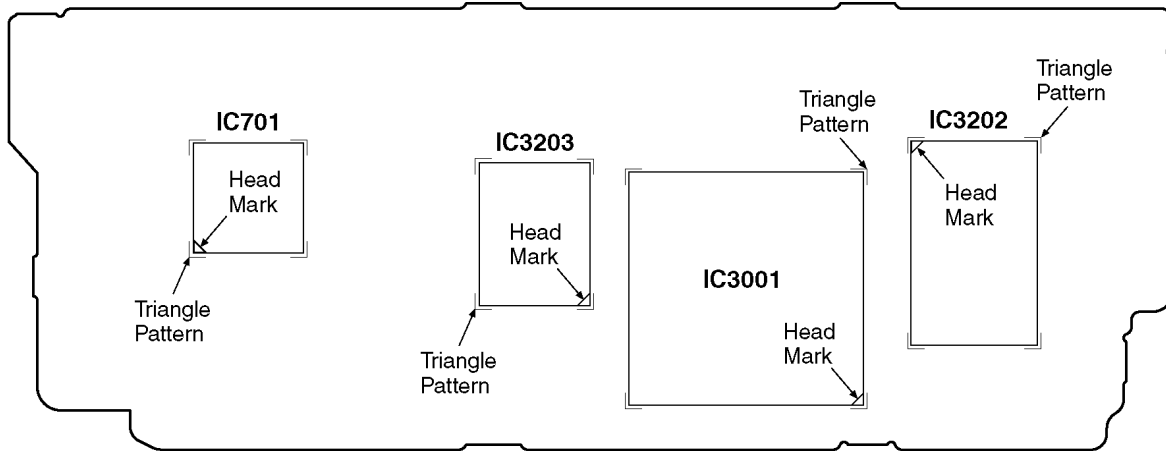 IC701
Head
Mark
Triangle
Pattern
IC3203
Head
Mark
Triangle
Pattern
Triangle
Pattern
IC3001
Head
Mark
IC3202
Triangle
Pattern
Head
Mark